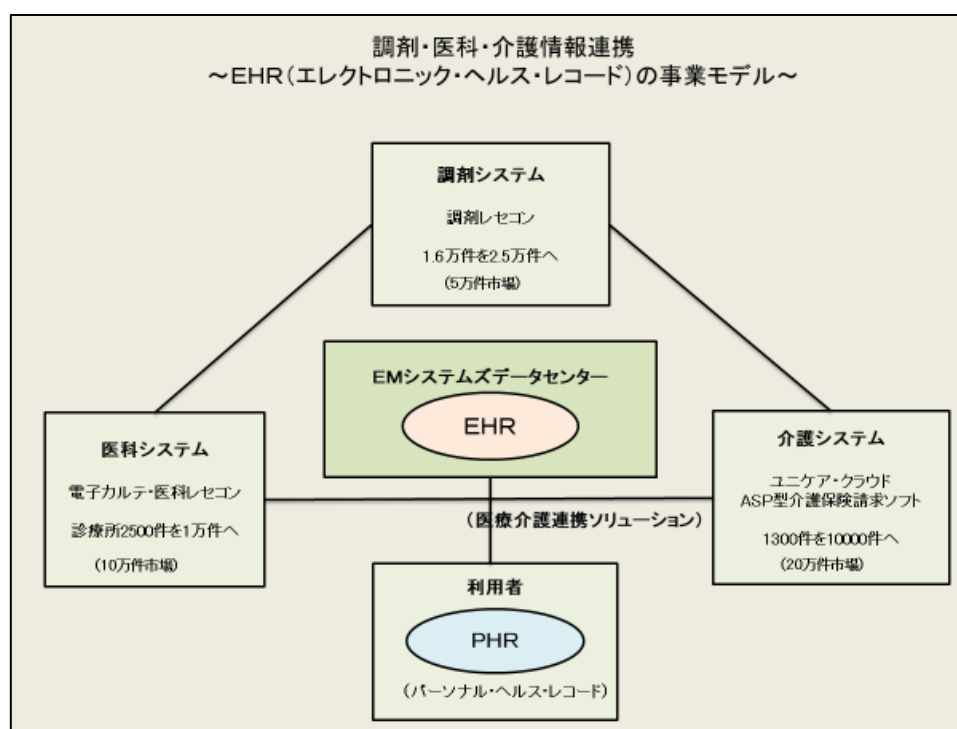 調剤・医科・介護情報連携
～EHR(エレクトロニック・ヘルス・レコード)の事業モデル～
調剤システム
調剤レセコン
1.6万件を2.5万件へ
(5万件市場)
EMシステムズデータセンター
EHR
医科システム
電子カルテ・医科レセコン
診療所2500件を1万件へ
(10万件市場)
介護システム
ユニケア・クラウド
ASP型介護保険請求ソフト
1300件を10000件へ
(20万件市場)
(医療介護連携ソリューション)
利用者
PHR
(パーソナル・ヘルス・レコード)